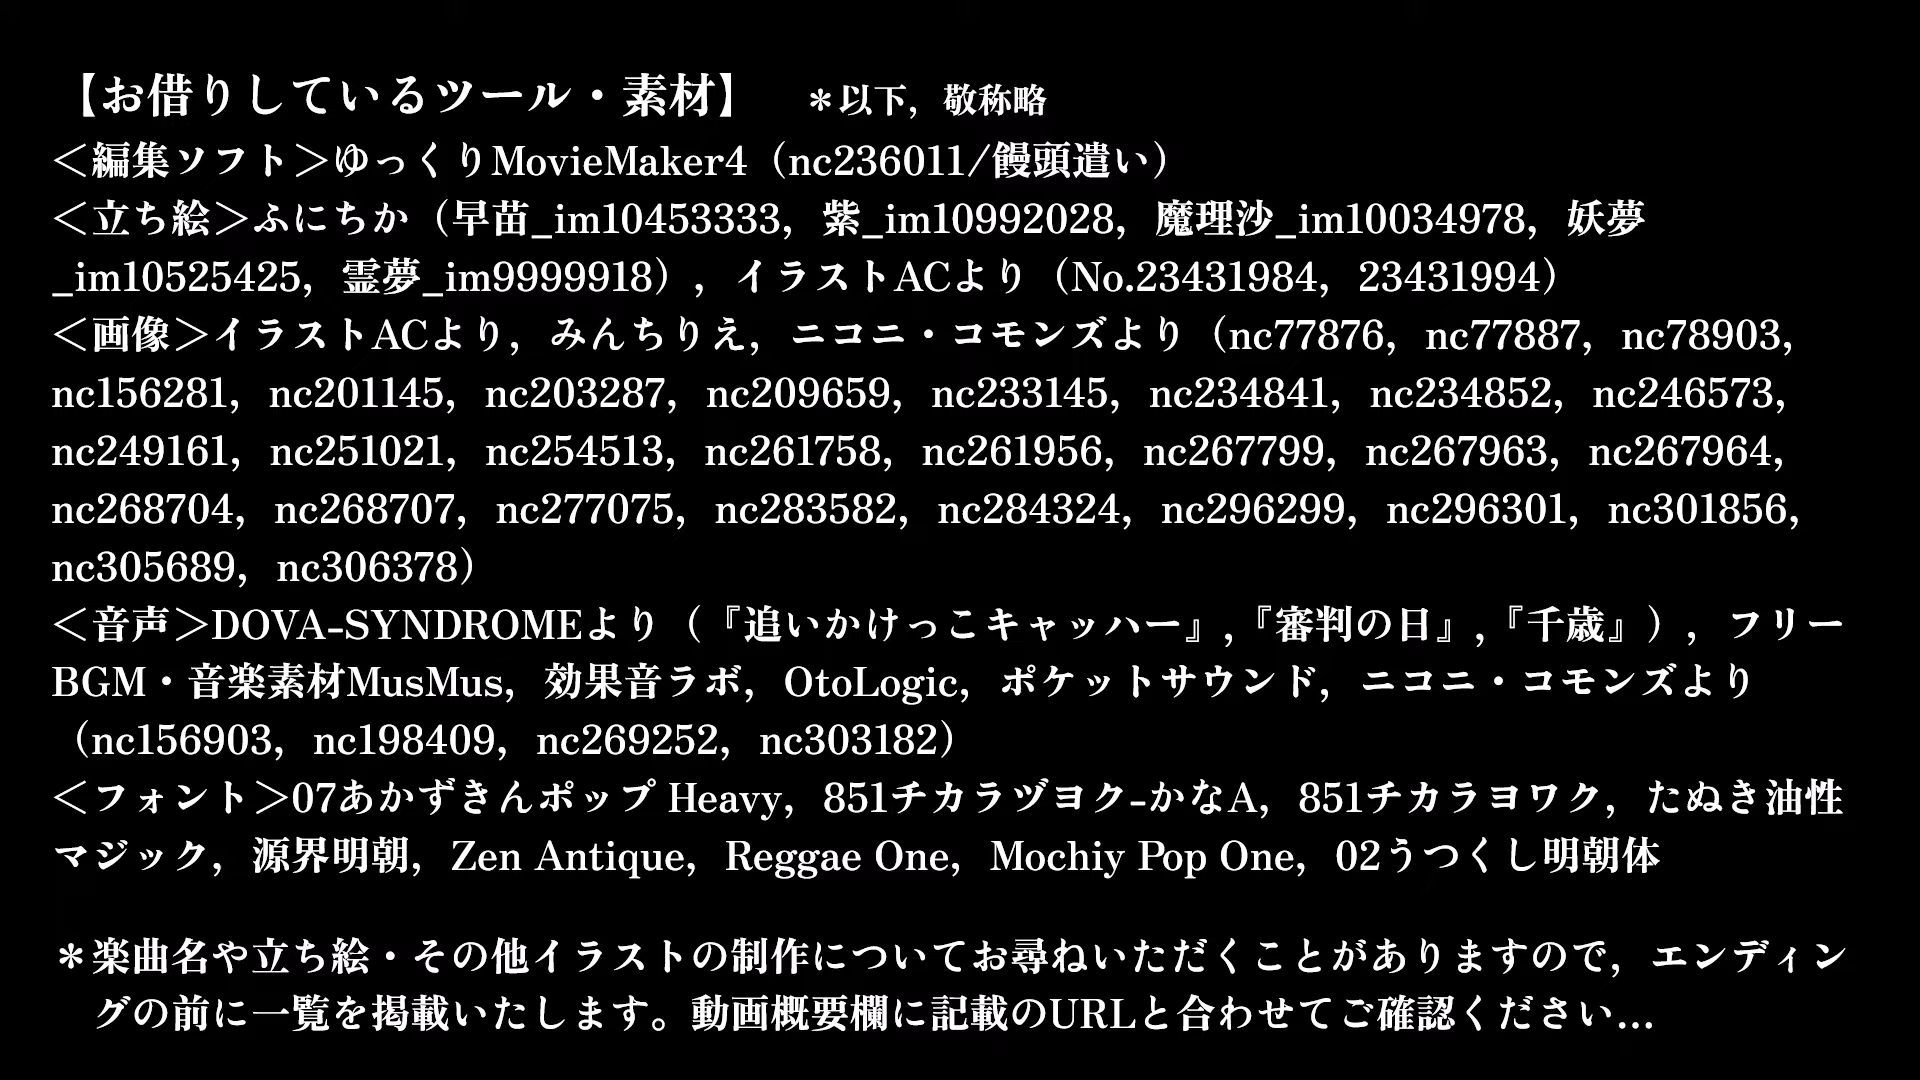 【お借りしているツール・素材】　＊以下，敬称略
＜編集ソフト＞ゆっくりMovieMaker4（nc236011/饅頭遣い）
＜立ち絵＞ふにちか（早苗_im10453333，紫_im10992028，魔理沙_im10034978，妖夢
_im10525425，霊夢_im9999918），イラストACより（No.23431984，23431994）
＜画像＞イラストACより，みんちりえ，ニコニ・コモンズより（nc77876，nc77887，nc78903，
nc156281，nc201145，nc203287，nc209659，nc233145，nc234841，nc234852，nc246573，
nc249161，nc251021，nc254513，nc261758，nc261956，nc267799，nc267963，nc267964，
nc268704，nc268707，nc277075，nc283582，nc284324，nc296299，nc296301，nc301856，
nc305689，nc306378）
＜音声＞DOVA-SYNDROMEより（『追いかけっこキャッハー』,『審判の日』,『千歳』），フリー
BGM・音楽素材MusMus，効果音ラボ，OtoLogic，ポケットサウンド，ニコニ・コモンズより
（nc156903，nc198409，nc269252，nc303182）
＜フォント＞07あかずきんポップ Heavy，851チカラヅヨク-かなA，851チカラヨワク，たぬき油性
マジック，源界明朝，Zen Antique，Reggae One，Mochiy Pop One，02うつくし明朝体
＊楽曲名や立ち絵・その他イラストの制作についてお尋ねいただくことがありますので，エンディン
グの前に一覧を掲載いたします。動画概要欄に記載のURLと合わせてご確認ください…